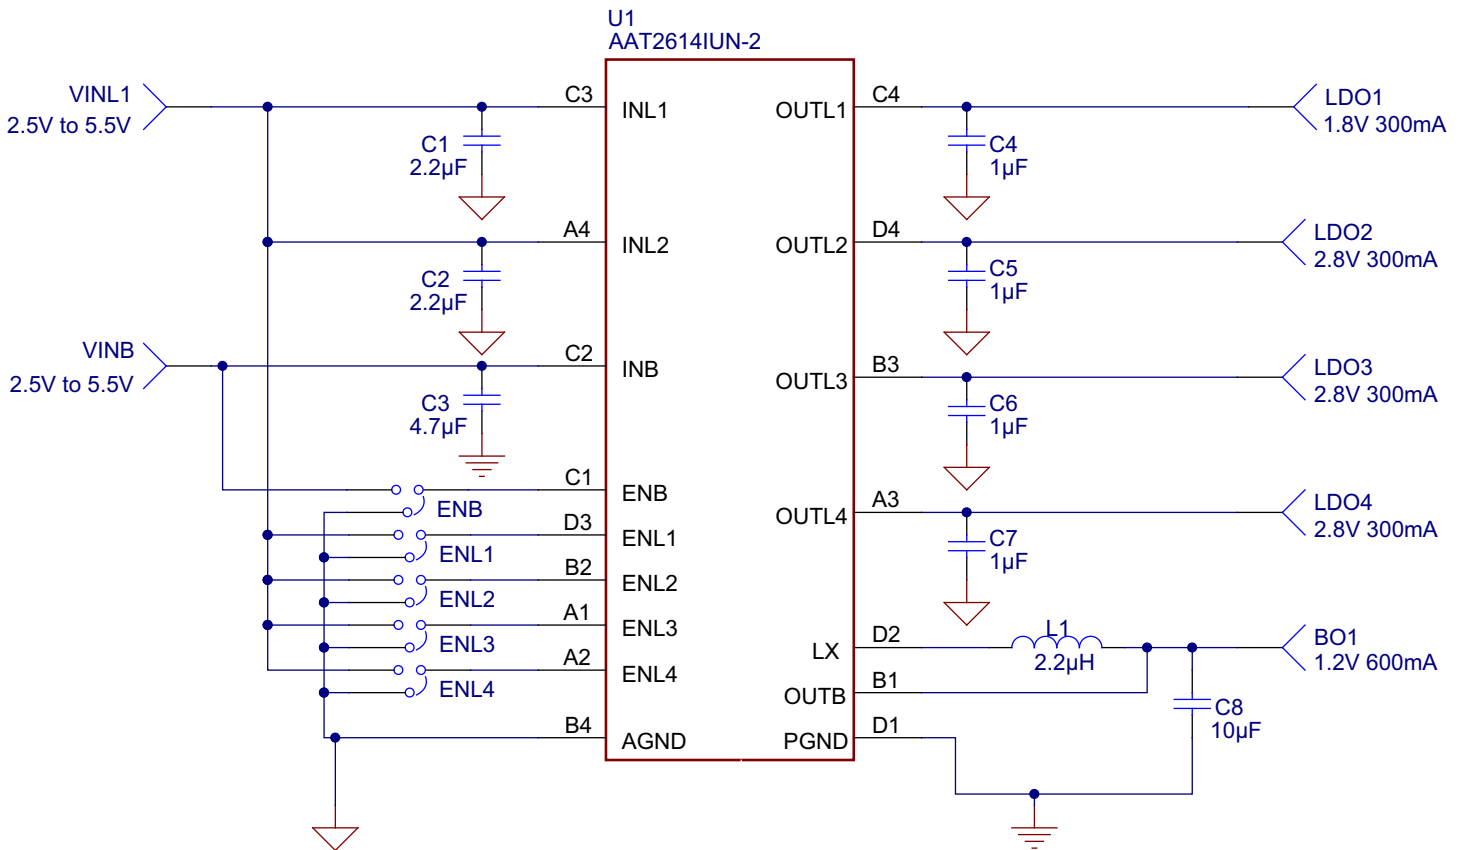 U1
AAT2614IUN-2
VINL1
2.5V to 5.5V
C3
INL1
C1
2.2µF
A4
INL2
C2
2.2µF
VINB
2.5V to 5.5V
C2
INB
C3
4.7µF
C1
ENB
ENB
D3
ENL1
ENL1
B2
ENL2
ENL2
A1
ENL3
ENL3
A2
ENL4
ENL4
B4
AGND
OUTL1
C4
C4
1µF
LDO1
1.8V 300mA
OUTL2
D4
C5
1µF
LDO2
2.8V 300mA
OUTL3
B3
C6
1µF
LDO3
2.8V 300mA
OUTL4
A3
C7
1µF
LDO4
2.8V 300mA
LX
D2
L1
2.2µH
BO1
1.2V 600mA
OUTB
B1
C8
10µF
PGND
D1